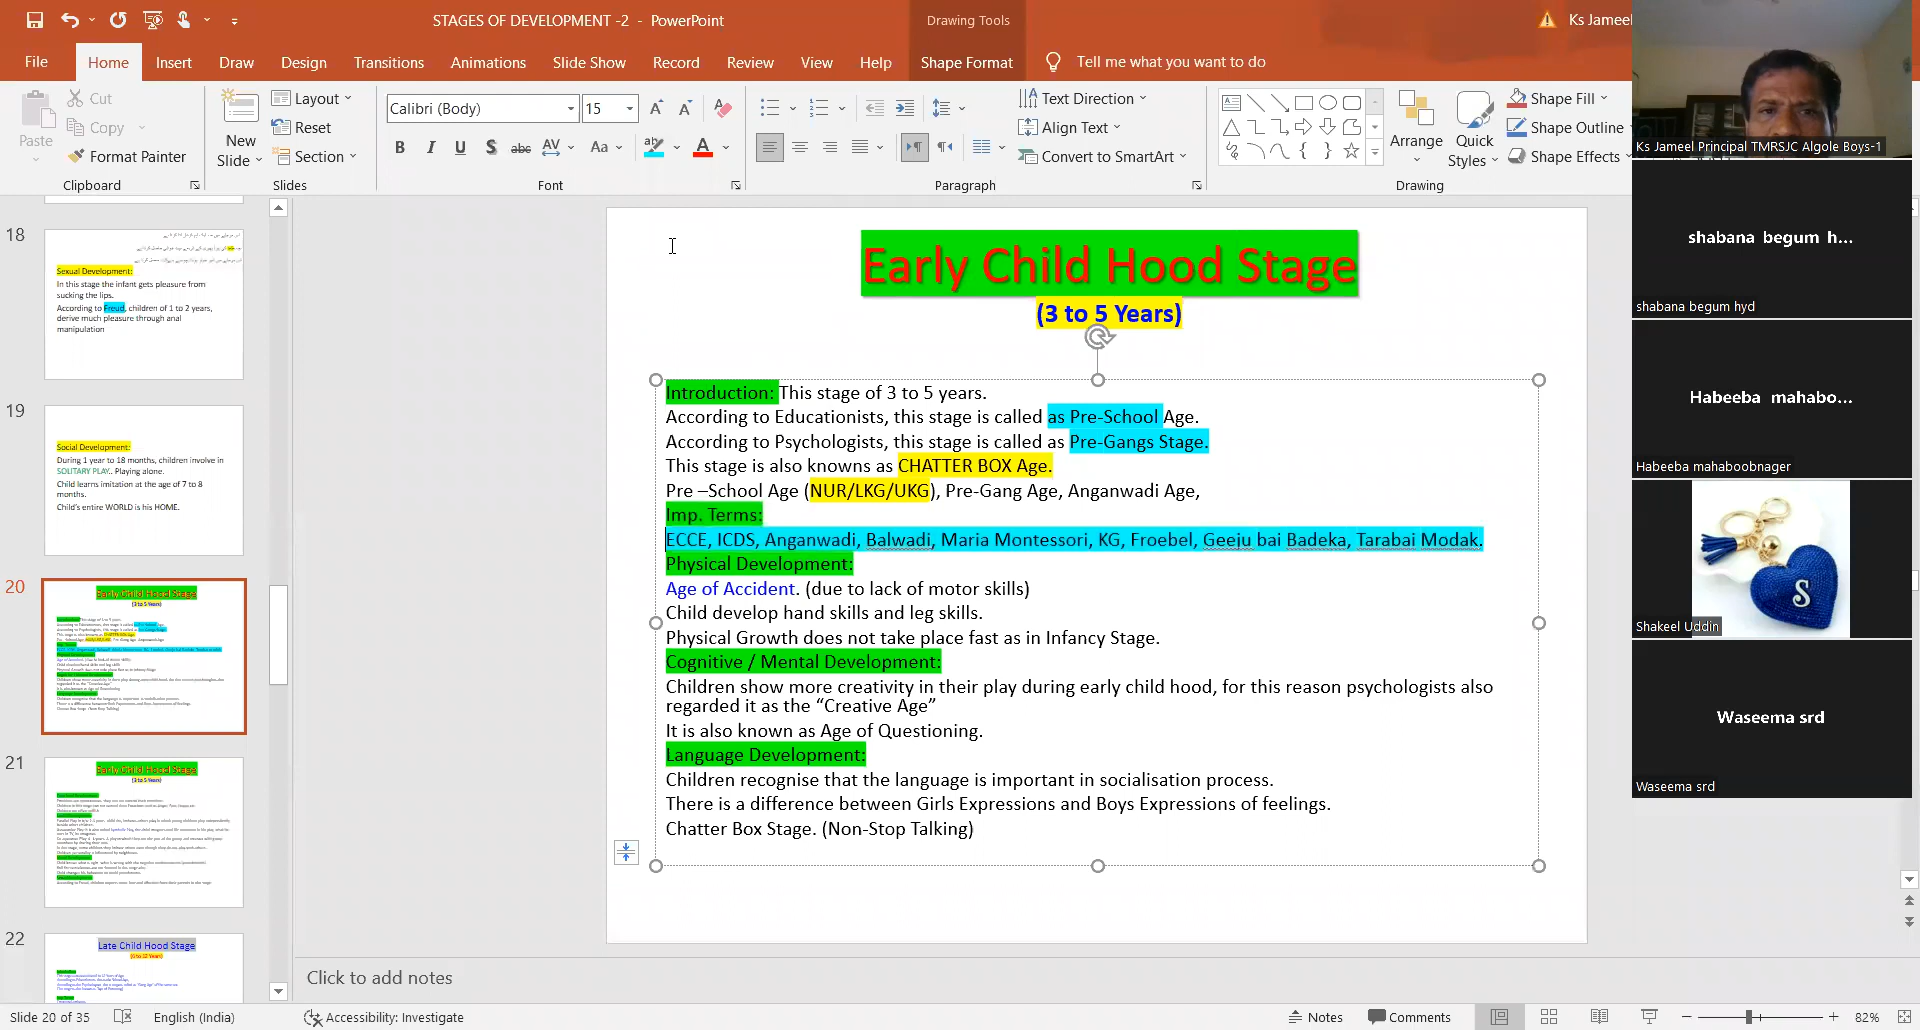 STAGES OF DEVELOPMENT -2 - PowerPoint
Drawing Tools
Ks Jameel
File
Home
Insert
Draw
Design
Transitions
Animations
Slide Show
Record
Review
View
Help
Shape Format
Tell me what you want to do
Paste
Cut
Copy
Format Painter
Clipboard
New Slide
Layout
Reset
Section
Slides
Calibri (Body)
15
Font
Text Direction
Align Text
Convert to SmartArt
Paragraph
Arrange
Quick Styles
Shape Fill
Shape Outline
Shape Effects
Drawing
Ks Jameel Principal TMRSJC Algole Boys-1
shabana begum h...
shabana begum hyd
Habeeba mahabo...
Habeeba mahaboobnager
S
Shakeel Uddin
Waseema srd
Waseema srd
18
Sexual Development:
In this stage the infant gets pleasure from
sucking the lips.
According to Freud, children of 1 to 2 years,
derive much pleasure through anal
manipulation
19
Social Development:
During 1 year to 18 months, children involve in
SOLITARY PLAY.. Playing alone.
Child learns imitation at the age of 7 to 8
months.
Child's entire WORLD is his HOME.
20
Early Child Hood Stage
(3 to 5 Years)
21
Early Child Hood Stage
(3 to 5 Years)
22
Late Child Hood Stage
(6 to 12 Years)
Early Child Hood Stage
(3 to 5 Years)
Introduction: This stage of 3 to 5 years.
According to Educationists, this stage is called as Pre-School Age.
According to Psychologists, this stage is called as Pre-Gangs Stage.
This stage is also knowns as CHATTER BOX Age.
Pre –School Age (NUR/LKG/UKG), Pre-Gang Age, Anganwadi Age,
Imp. Terms:
ECCE, ICDS, Anganwadi, Balwadi, Maria Montessori, KG, Froebel, Geeju bai Badeka, Tarabai Modak.
Physical Development:
Age of Accident. (due to lack of motor skills)
Child develop hand skills and leg skills.
Physical Growth does not take place fast as in Infancy Stage.
Cognitive / Mental Development:
Children show more creativity in their play during early child hood, for this reason psychologists also
regarded it as the “Creative Age”
It is also known as Age of Questioning.
Language Development:
Children recognise that the language is important in socialisation process.
There is a difference between Girls Expressions and Boys Expressions of feelings.
Chatter Box Stage. (Non-Stop Talking)
Click to add notes
Slide 20 of 35
English (India)
Accessibility: Investigate
Notes
Comments
82%